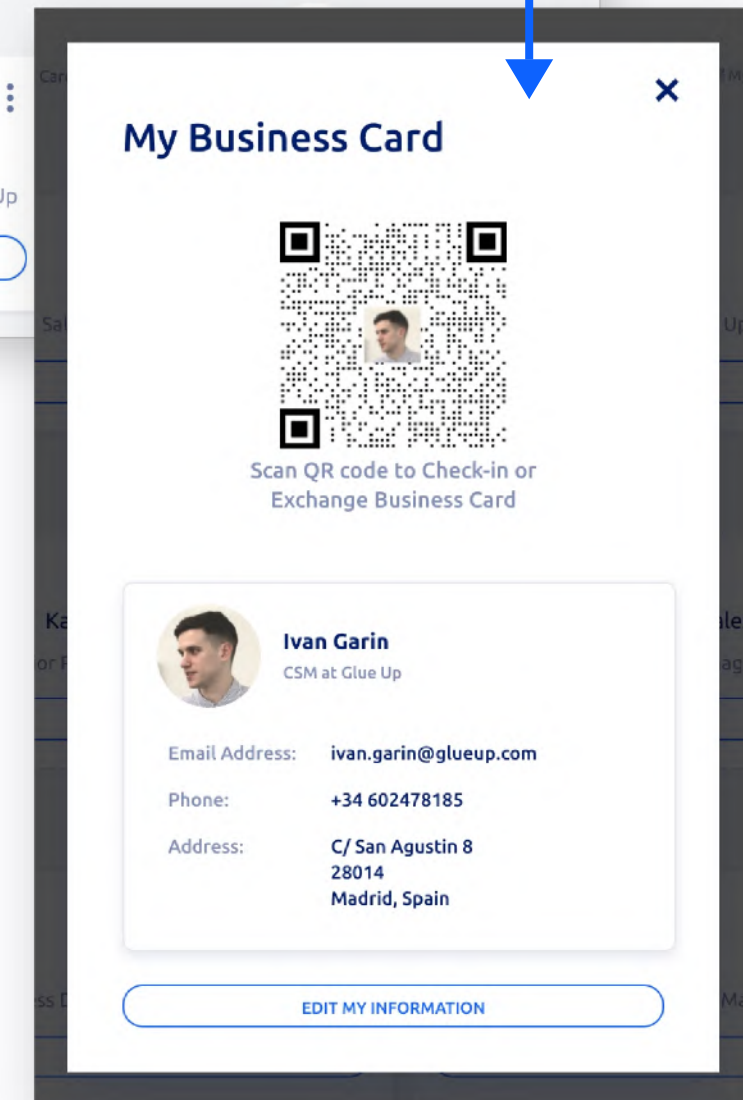 My Business Card
Scan QR code to Check-in or
Exchange Business Card
Ivan Garin
CSM at Glue Up
Email Address: ivan.garin@glueup.com
Phone: +34 602478185
Address: C/ San Agustin 8
28014
Madrid, Spain
EDIT MY INFORMATION